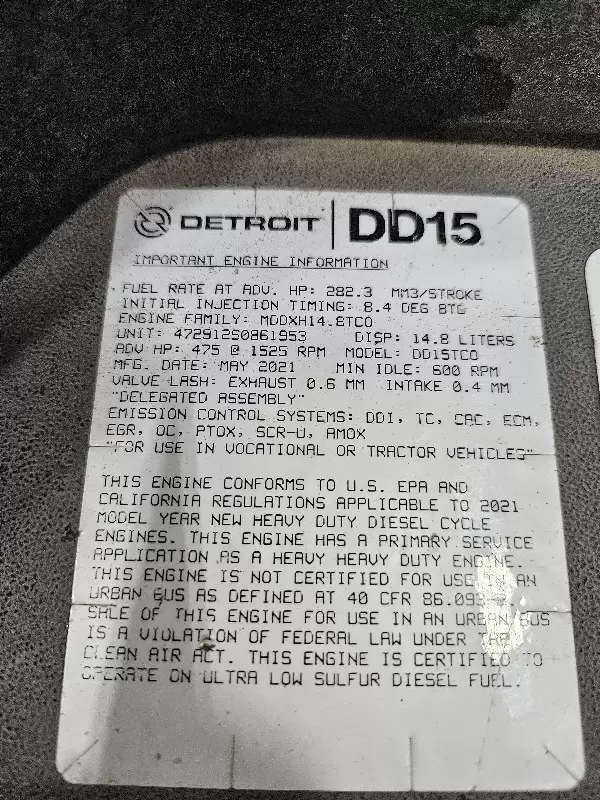 DETROIT DD15
IMPORTANT ENGINE INFORMATION
FUEL RATE AT ADV. HP: 282.3 MM3/STROKE
INITIAL INJECTION TIMING: 8.4 DEG BTC
ENGINE FAMILY: MDDXH14.8TCO
UNIT: 472912S0861953 DISP: 14.8 LITERS
ADV HP: 475 @ 1525 RPM MODEL: DD15TCO
MFG. DATE: MAY 2021 MIN IDLE: 600 RPM
VALVE LASH: EXHAUST 0.6 MM INTAKE 0.4 MM
"DELEGATED ASSEMBLY"
EMISSION CONTROL SYSTEMS: DDI, TC, CAC, ECM,
EGR, OC, PTOX, SCR-U, AMOX
"FOR USE IN VOCATIONAL OR TRACTOR VEHICLES"
THIS ENGINE CONFORMS TO U.S. EPA AND
CALIFORNIA REGULATIONS APPLICABLE TO 2021
MODEL YEAR NEW HEAVY DUTY DIESEL CYCLE
ENGINES. THIS ENGINE HAS A PRIMARY SERVICE
APPLICATION AS A HEAVY HEAVY DUTY ENGINE.
THIS ENGINE IS NOT CERTIFIED FOR USE IN AN
URBAN BUS AS DEFINED AT 40 CFR
SALE OF THIS ENGINE FOR USE IN AN URBAN BUS
IS A VIOLATION OF FEDERAL LAW UNDER THE
CLEAN AIR ACT. THIS ENGINE IS CERTIFIED TO
OPERATE ON ULTRA LOW SULFUR DIESEL FUEL.